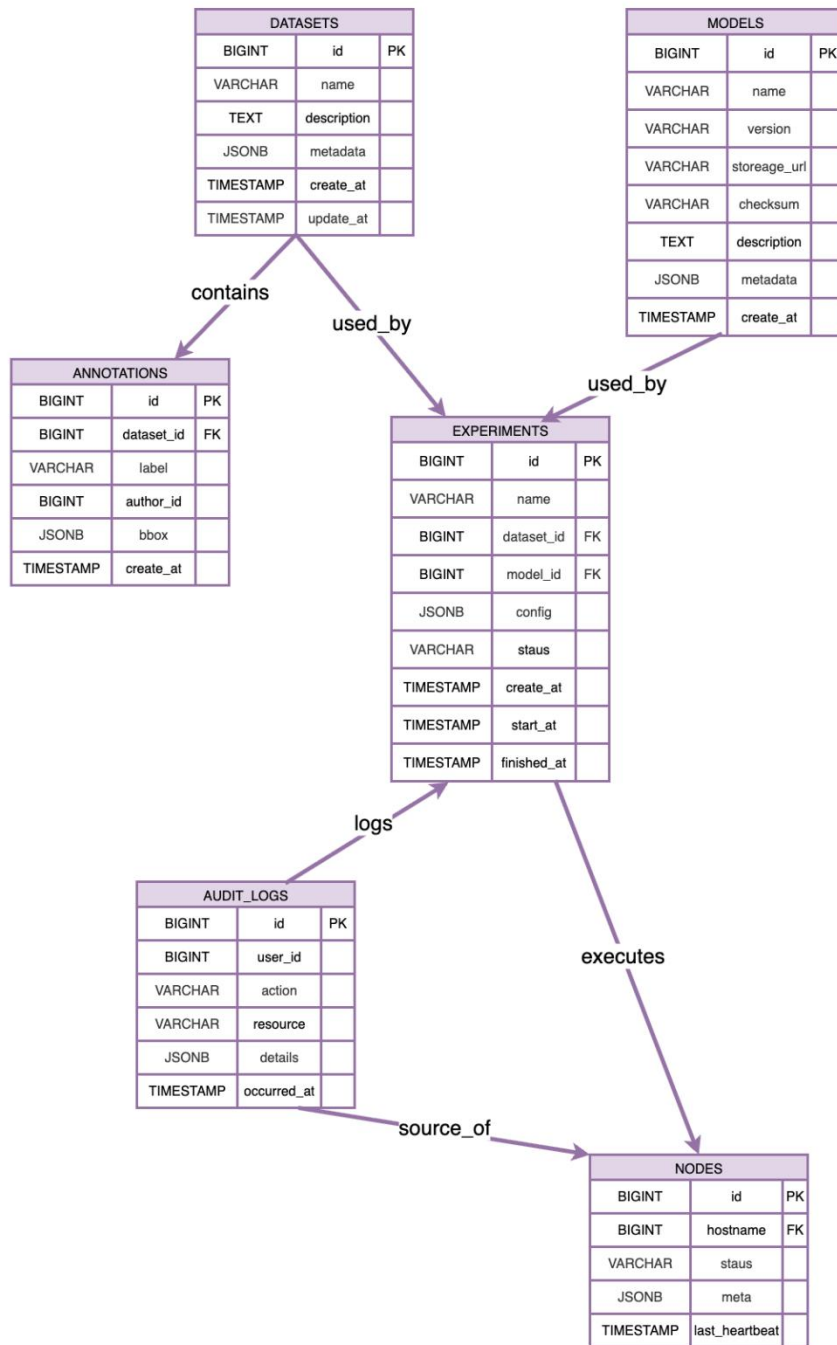 DATASETS
BIGINT id PK
VARCHAR name
TEXT description
JSONB metadata
TIMESTAMP create_at
TIMESTAMP update_at
MODELS
BIGINT id PK
VARCHAR name
VARCHAR version
VARCHAR storeage_url
VARCHAR checksum
TEXT description
JSONB metadata
TIMESTAMP create_at
contains
used_by
used_by
ANNOTATIONS
BIGINT id PK
BIGINT dataset_id FK
VARCHAR label
BIGINT author_id
JSONB bbox
TIMESTAMP create_at
EXPERIMENTS
BIGINT id PK
VARCHAR name
BIGINT dataset_id FK
BIGINT model_id FK
JSONB config
VARCHAR staus
TIMESTAMP create_at
TIMESTAMP start_at
TIMESTAMP finished_at
logs
executes
AUDIT_LOGS
BIGINT id PK
BIGINT user_id
VARCHAR action
VARCHAR resource
JSONB details
TIMESTAMP occurred_at
source_of
NODES
BIGINT id PK
BIGINT hostname FK
VARCHAR staus
JSONB meta
TIMESTAMP last_heartbeat